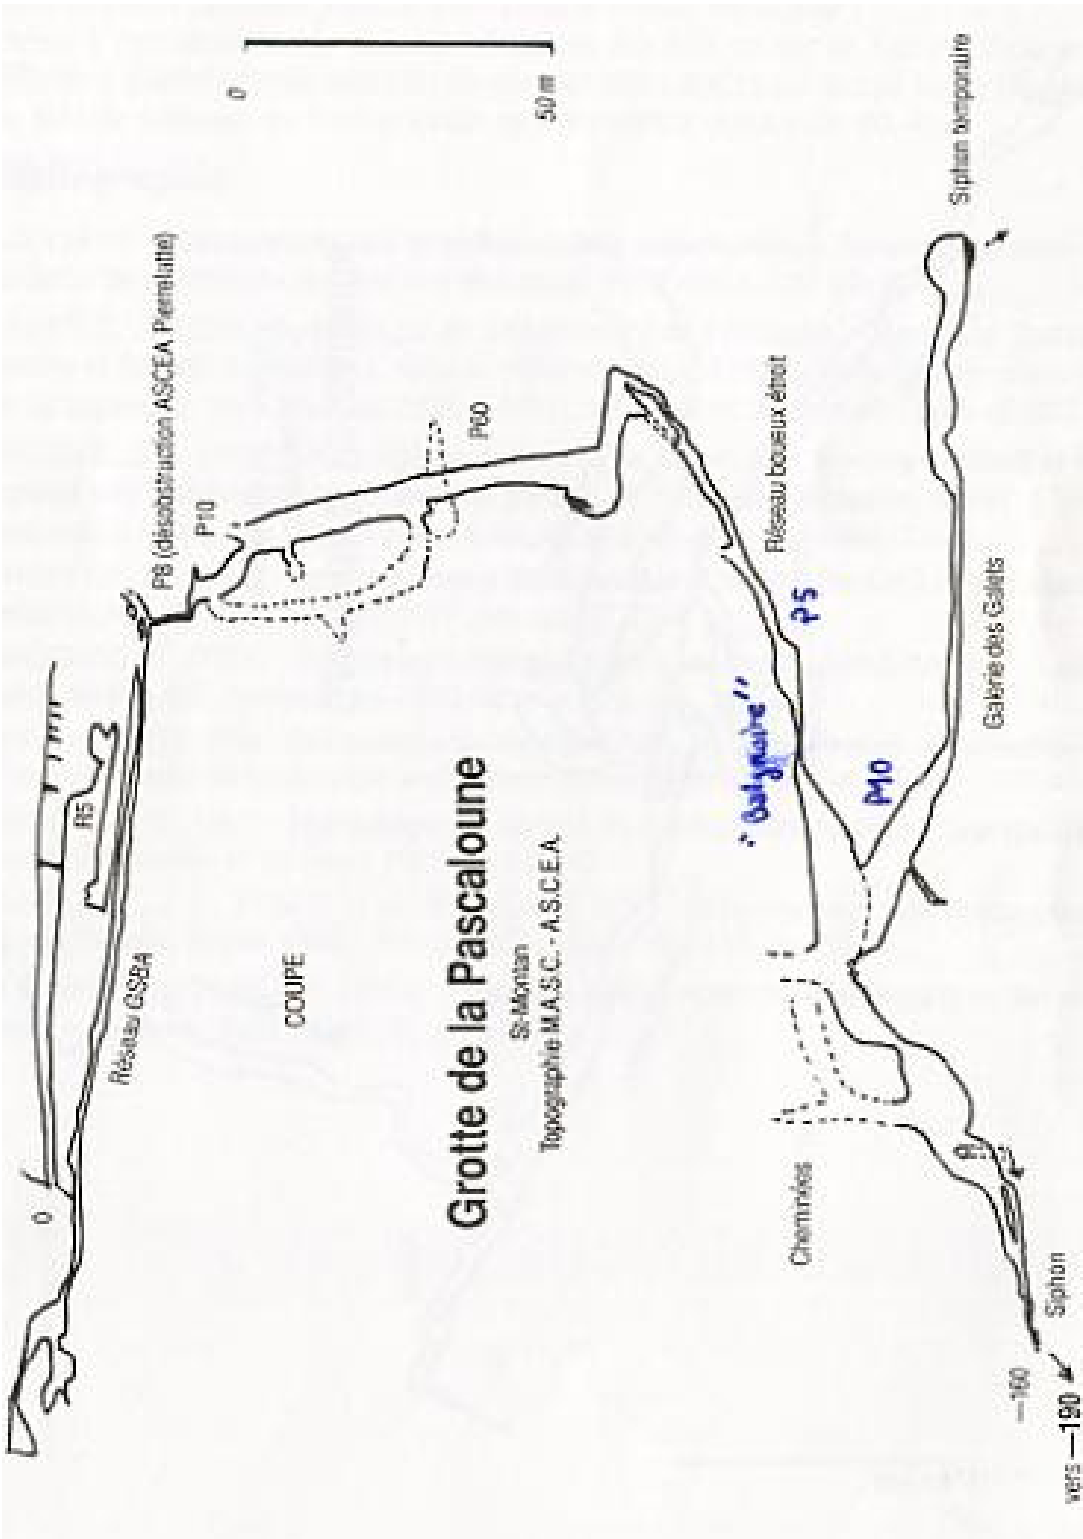 Grotte de la Pascaloune
St-Montan
Topographie M.A.S.C. - A.S.C.E.A.
COUPE
0
50 m
0
R5
Réseau GSBA
P8 (désobstruction ASCEA Pierrelatte)
P10
P60
Réseau boueux étroit
P5
P10
Galerie des Galets
Siphon temporaire
Cheminées
Siphon
—160
vers —190